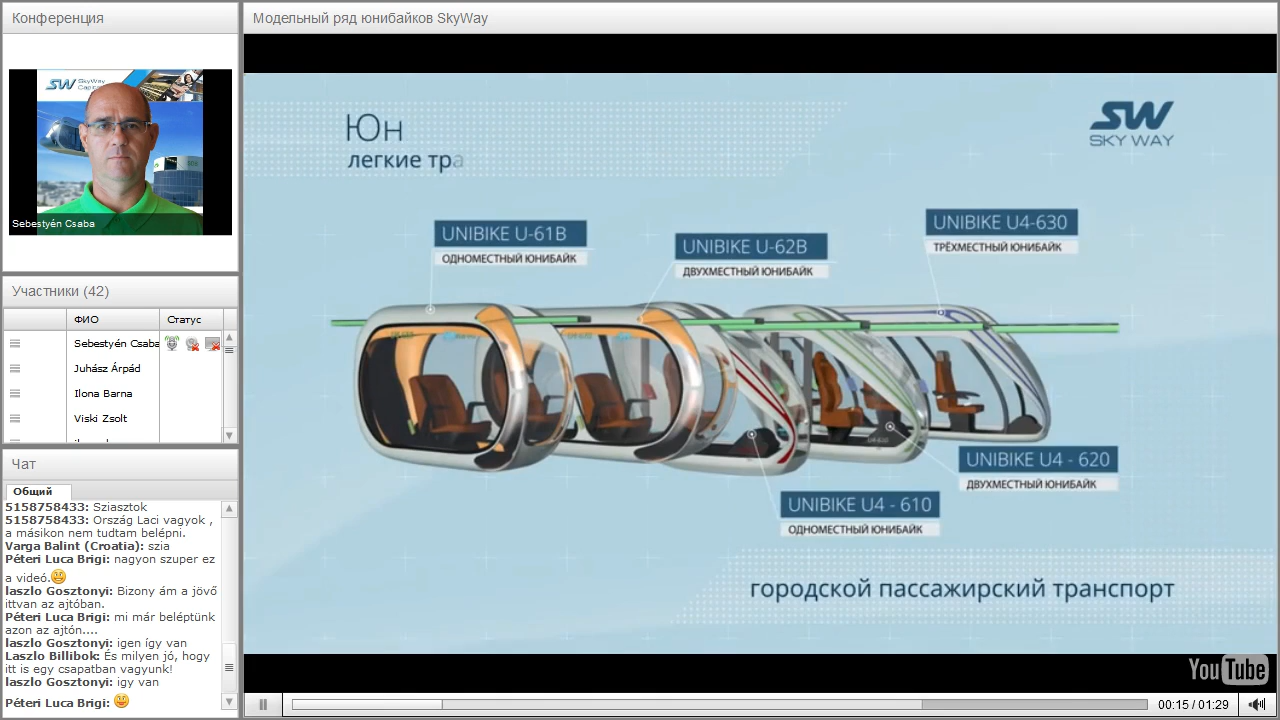 Конференция
SW SkyWay
Sebestyén Csaba
Участники (42)
ФИО Статус
Sebestyén Csaba
Juhász Árpád
Ilona Barna
Viski Zsolt
Чат
Общий
5158758433: Sziasztok
5158758433: Ország Laci vagyok ,
a másikon nem tudtam belépni.
Varga Balint (Croatia): szia
Péteri Luca Brigi: nagyon szuper ez
a videó.
laszlo Gosztonyi: Bizony ám a jövő
ittvan az ajtóban.
Péteri Luca Brigi: mi már beléptünk
azon az ajtón....
laszlo Gosztonyi: igen így van
Laszlo Billibok: És milyen jó, hogy
itt is egy csapatban vagyunk!
laszlo Gosztonyi: igy van
Péteri Luca Brigi:
Модельный ряд юнибайков SkyWay
Юн
легкие тра
SW
SKY WAY
UNIBIKE U-61B
ОДНОМЕСТНЫЙ ЮНИБАЙК
UNIBIKE U-62B
ДВУХМЕСТНЫЙ ЮНИБАЙК
UNIBIKE U4-630
ТРЁХМЕСТНЫЙ ЮНИБАЙК
UNIBIKE U4 - 620
ДВУХМЕСТНЫЙ ЮНИБАЙК
UNIBIKE U4 - 610
ОДНОМЕСТНЫЙ ЮНИБАЙК
городской пассажирский транспорт
YouTube
00:15 / 01:29